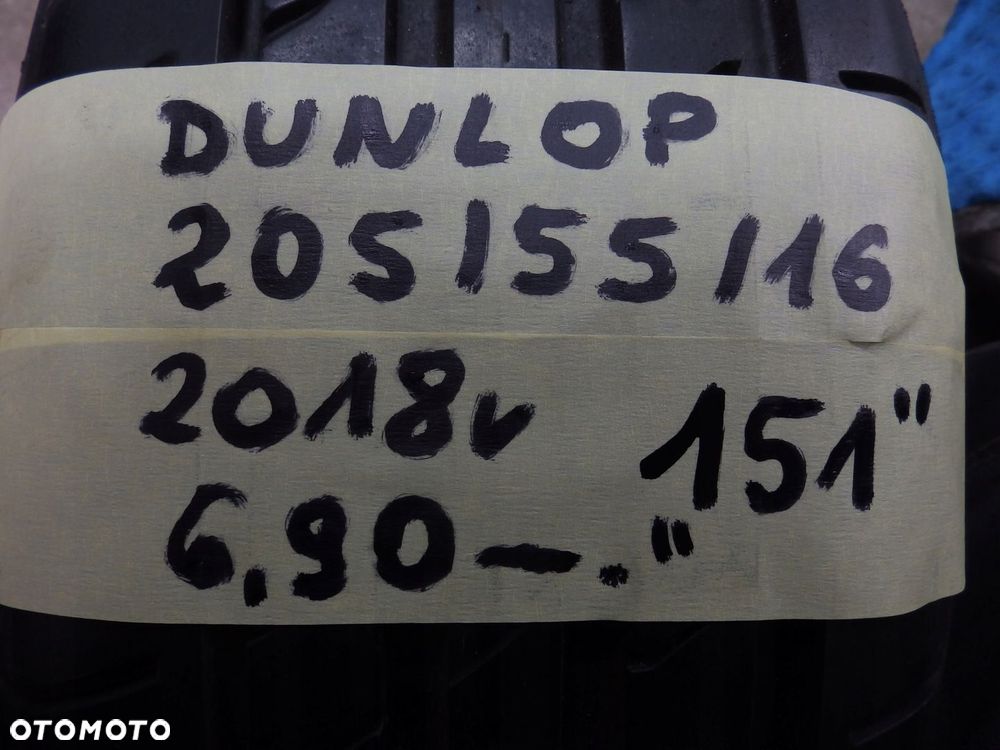 DUNLOP
205/55/16
2018r
151"
6,90-."
OTOMOTO